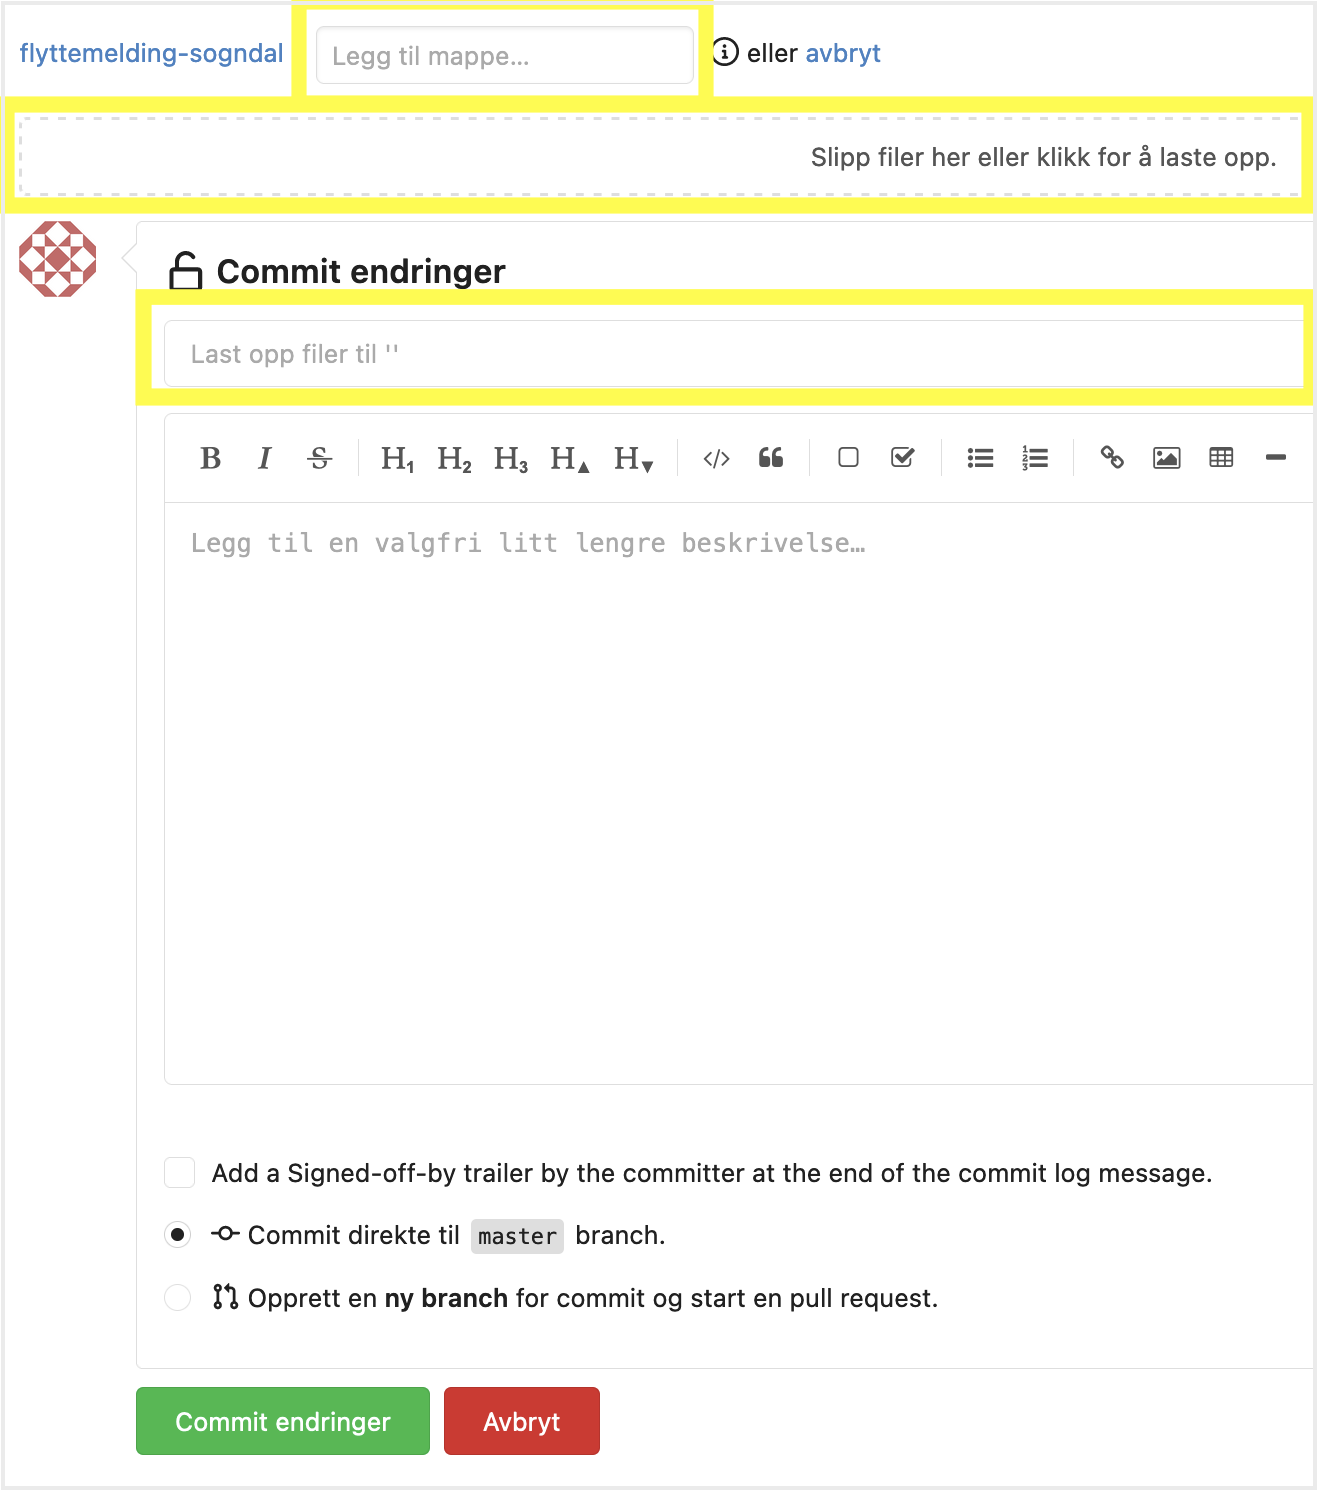 flyttemelding-sogndal Legg til mappe... eller avbryt
Slipp filer her eller klikk for å laste opp.
Commit endringer
Last opp filer til ''
B I S H1 H2 H3 H▲ H▼
Legg til en valgfri litt lengre beskrivelse…
Add a Signed-off-by trailer by the committer at the end of the commit log message.
Commit direkte til master branch.
Opprett en ny branch for commit og start en pull request.
Commit endringer Avbryt